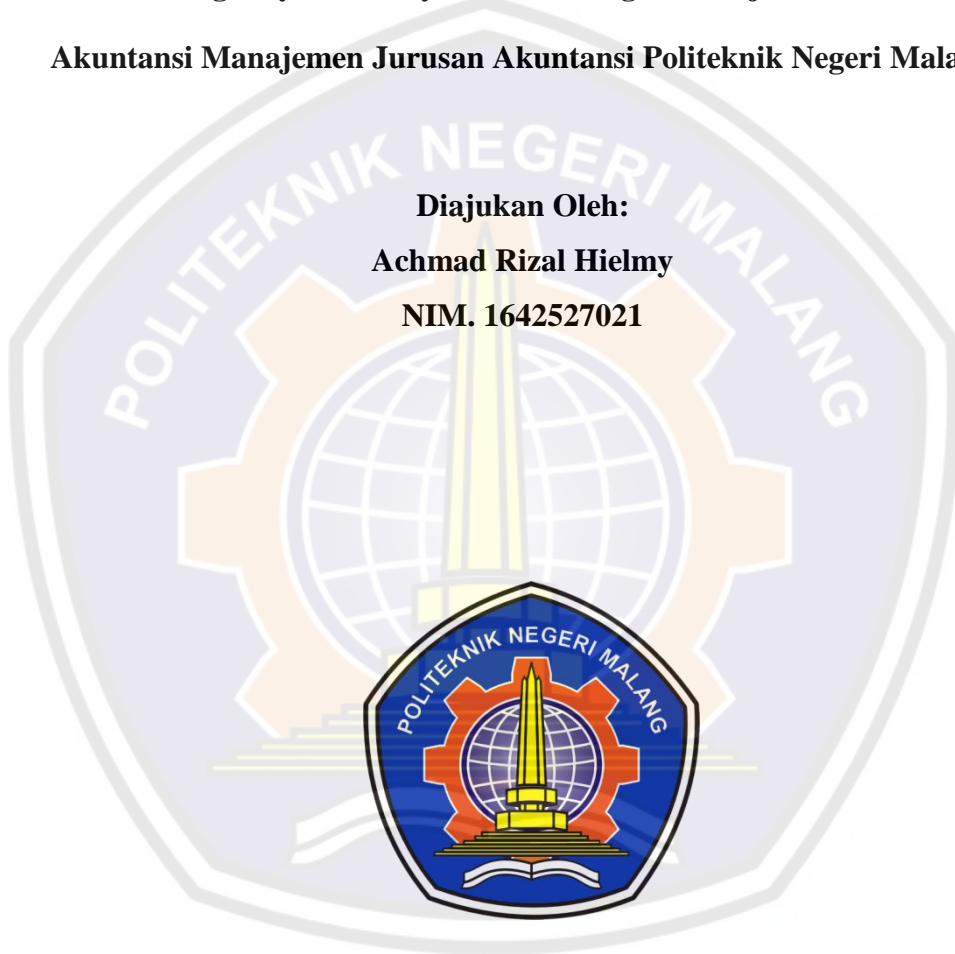 Akuntansi Manajemen Jurusan Akuntansi Politeknik Negeri
POLITEKNIK NEGERI MALANG
Diajukan Oleh:
Achmad Rizal Hielmy
NIM. 1642527021
POLITEKNIK NEGERI MALANG